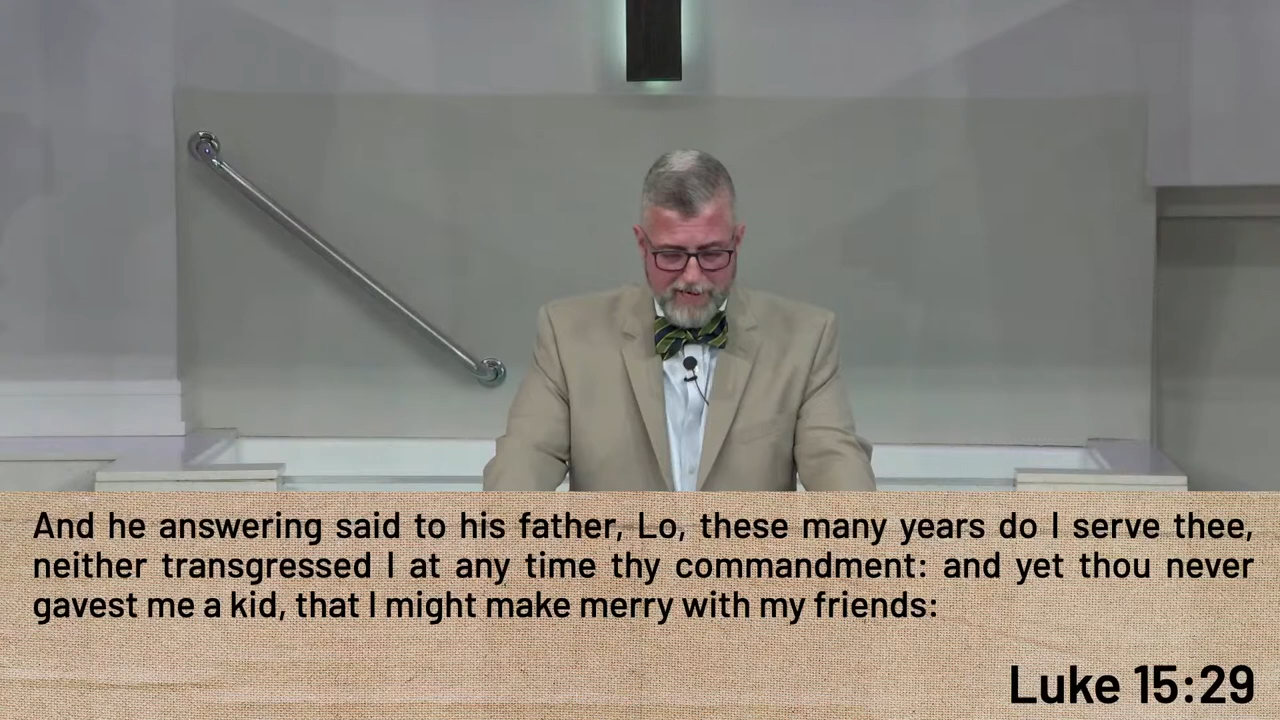 And he answering said to his father, Lo, these many years do I serve thee,
neither transgressed I at any time thy commandment: and yet thou never
gavest me a kid, that I might make merry with my friends:
Luke 15:29